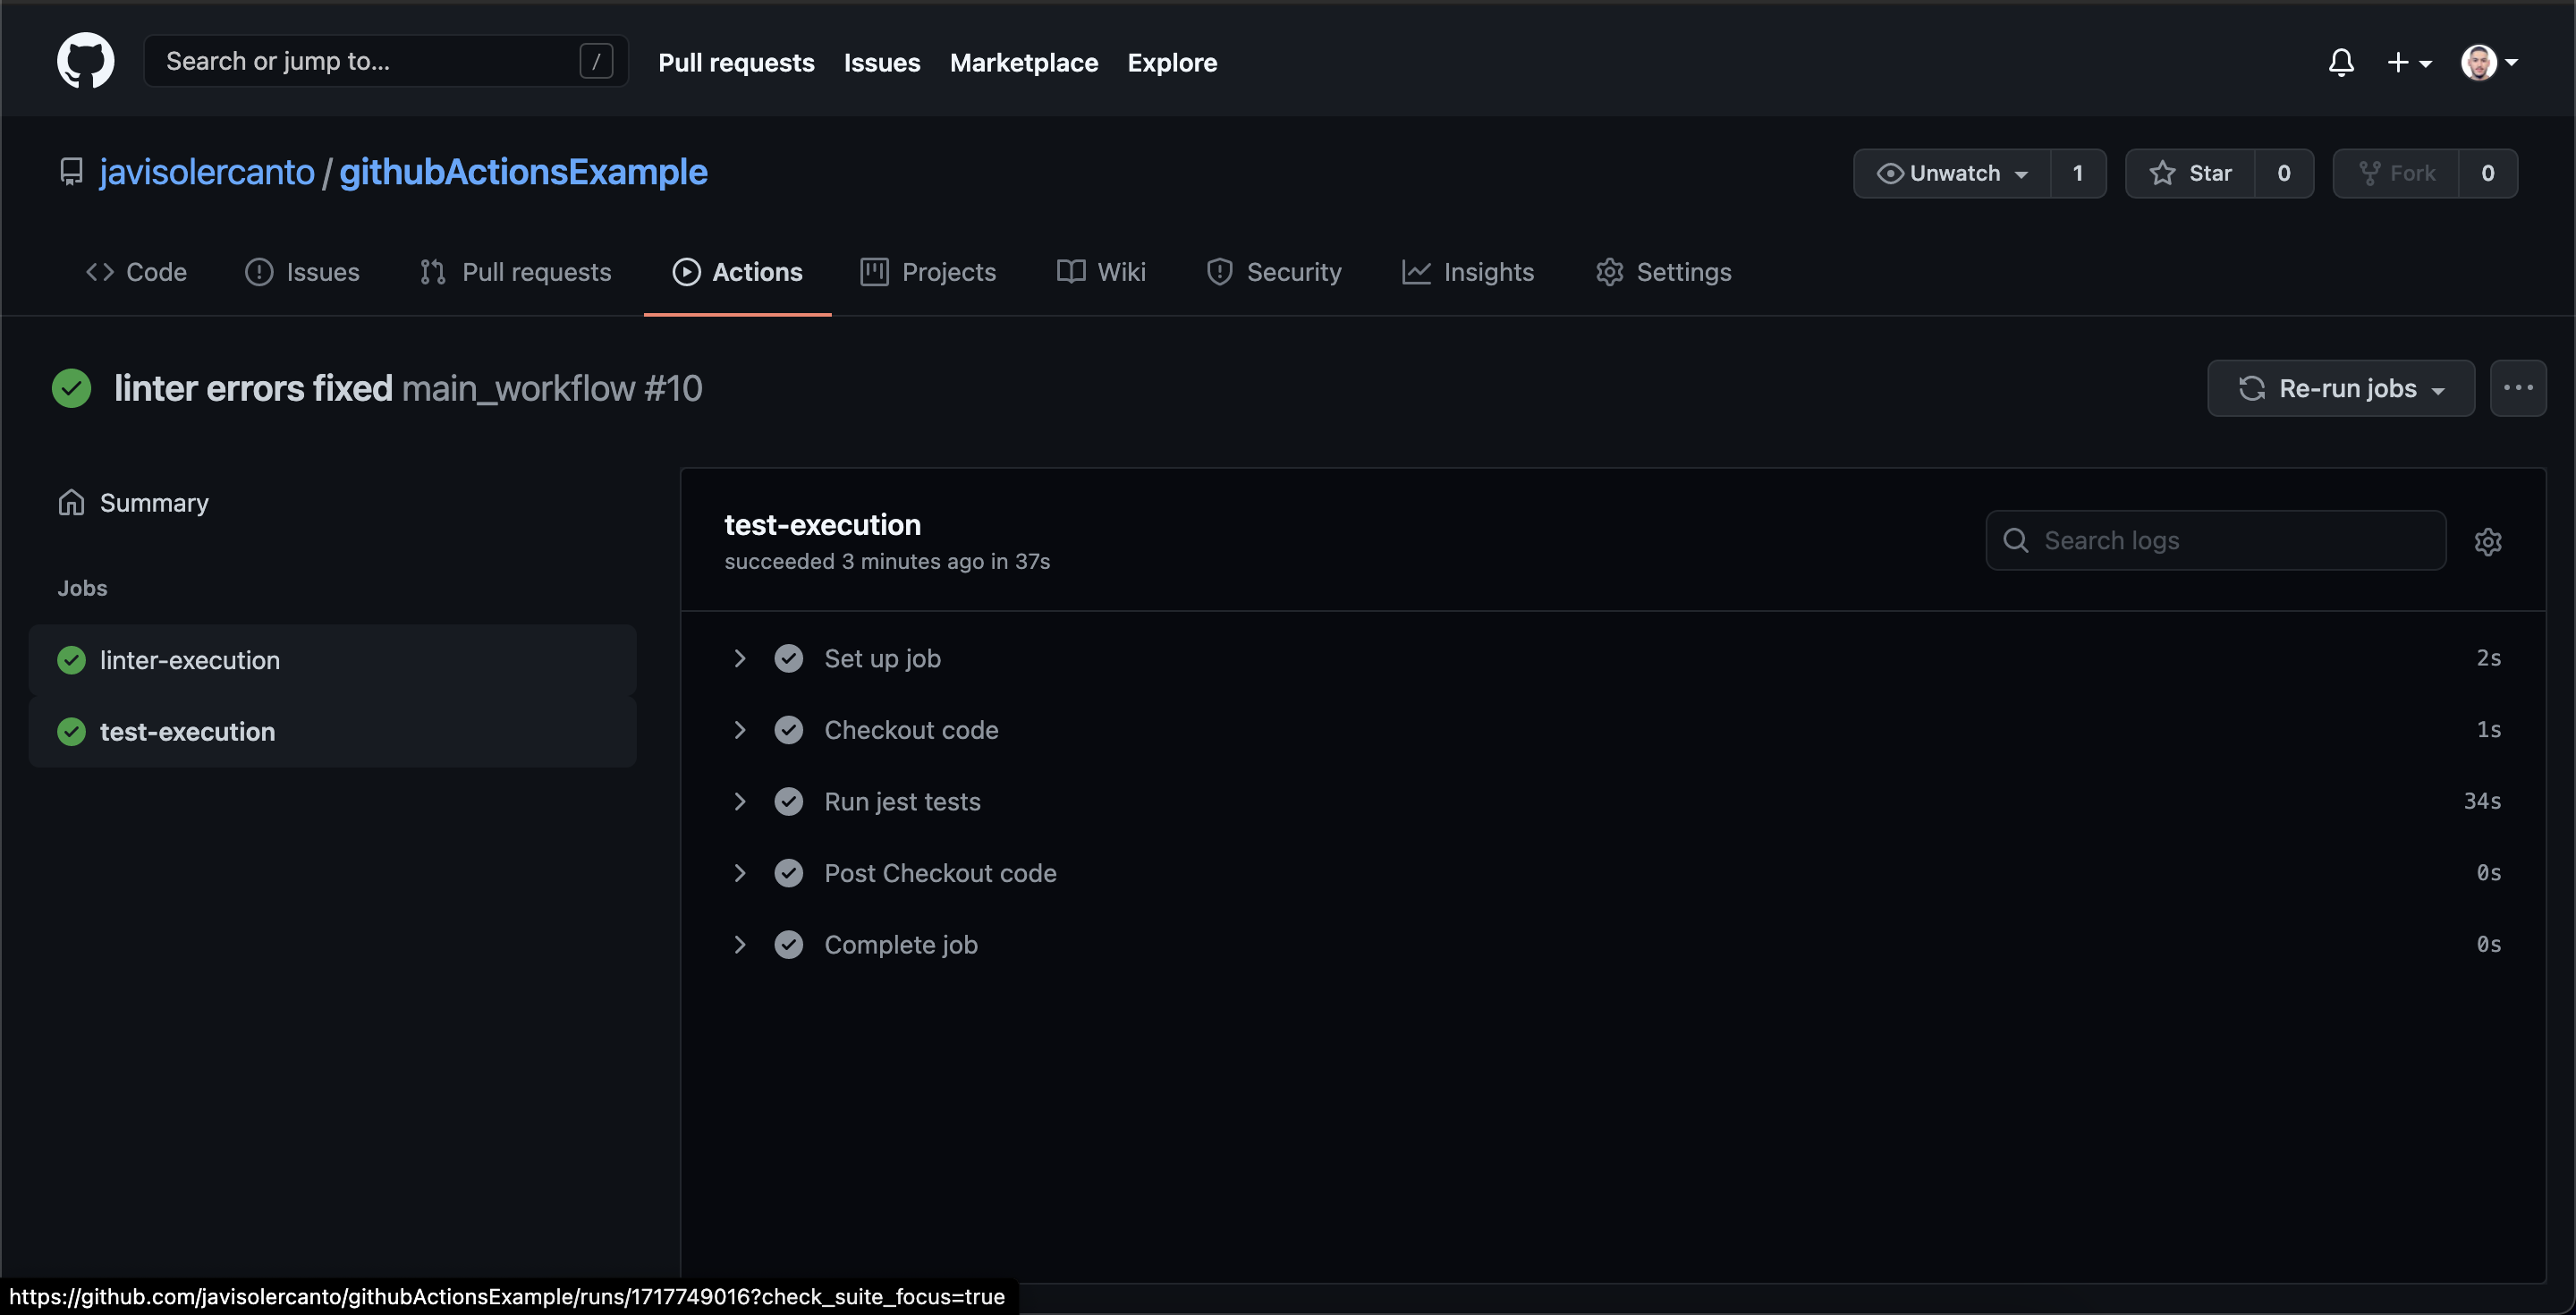 Search or jump to... /
Pull requests Issues Marketplace Explore
javisolercanto / githubActionsExample
Unwatch 1 Star 0 Fork 0
Code Issues Pull requests Actions Projects Wiki Security Insights Settings
linter errors fixed main_workflow #10
Re-run jobs
Summary
Jobs
linter-execution
test-execution
test-execution
succeeded 3 minutes ago in 37s
Search logs
Set up job 2s
Checkout code 1s
Run jest tests 34s
Post Checkout code 0s
Complete job 0s
https://github.com/javisolercanto/githubActionsExample/runs/1717749016?check_suite_focus=true